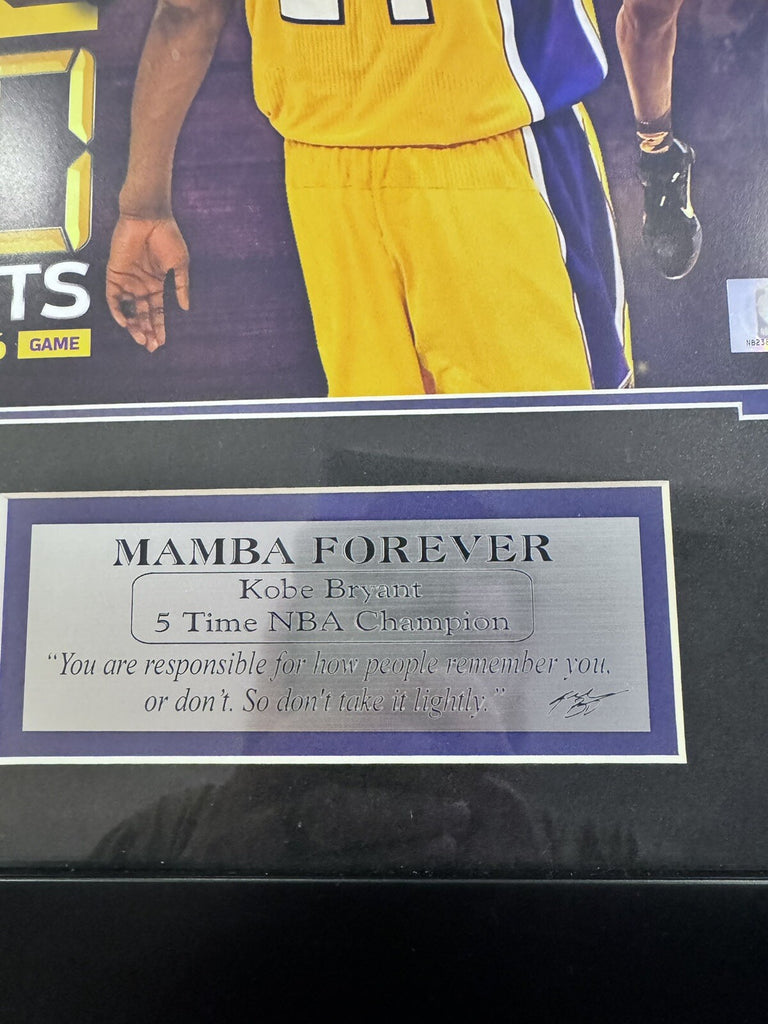 TS
GAME
MAMBA FOREVER
Kobe Bryant
5 Time NBA Champion
“You are responsible for how people remember you,
or don't. So don't take it lightly.”